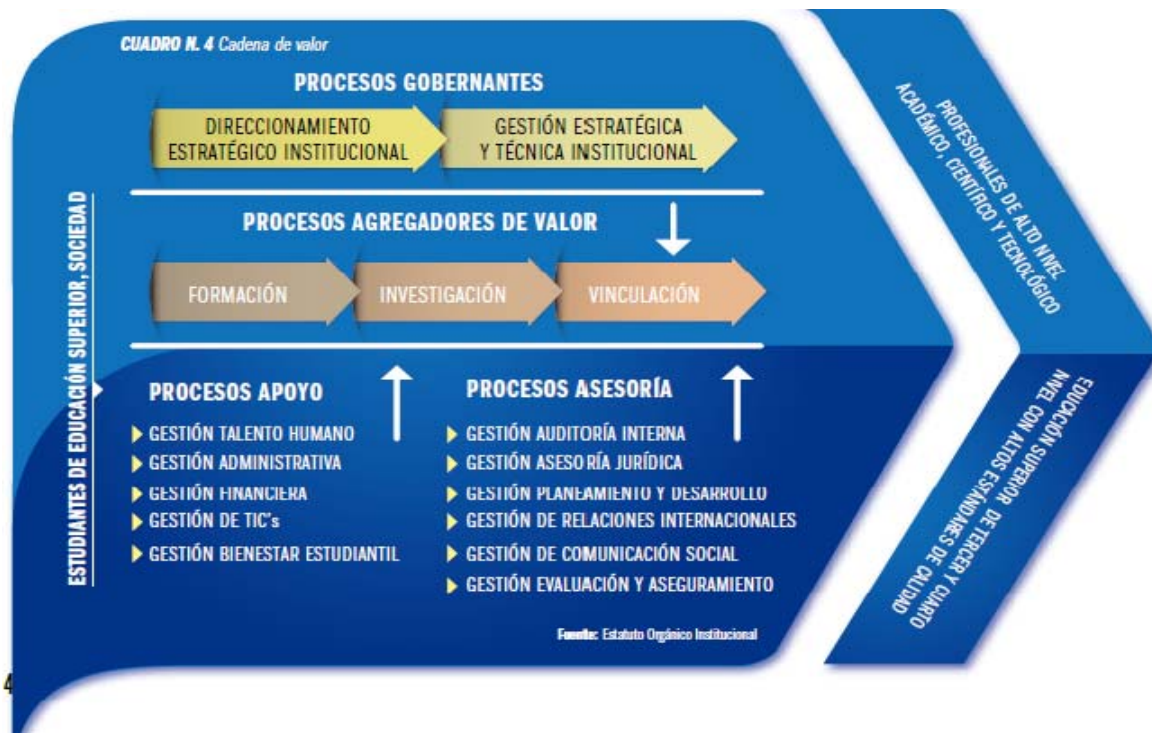 CUADRO N. 4 Cadena de valor
PROCESOS GOBERNANTES
DIRECCIONAMIENTO
ESTRATÉGICO INSTITUCIONAL
GESTIÓN ESTRATÉGICA
Y TÉCNICA INSTITUCIONAL
PROCESOS AGREGADORES DE VALOR
FORMACIÓN
INVESTIGACIÓN
VINCULACIÓN
ESTUDIANTES DE EDUCACIÓN SUPERIOR, SOCIEDAD
PROCESOS APOYO
GESTIÓN TALENTO HUMANO
GESTIÓN ADMINISTRATIVA
GESTIÓN FINANCIERA
GESTIÓN DE TIC's
GESTIÓN BIENESTAR ESTUDIANTIL
PROCESOS ASESORÍA
GESTIÓN AUDITORÍA INTERNA
GESTIÓN ASESORÍA JURÍDICA
GESTIÓN PLANEAMIENTO Y DESARROLLO
GESTIÓN DE RELACIONES INTERNACIONALES
GESTIÓN DE COMUNICACIÓN SOCIAL
GESTIÓN EVALUACIÓN Y ASEGURAMIENTO
Fuente: Estatuto Orgánico Institucional
PROFESIONALES DE ALTO NIVEL
ACADÉMICO, CIENTÍFICO Y TECNOLÓGICO
EDUCACIÓN SUPERIOR DE TERCER Y CUARTO
NIVEL CON ALTOS ESTÁNDARES DE CALIDAD
4